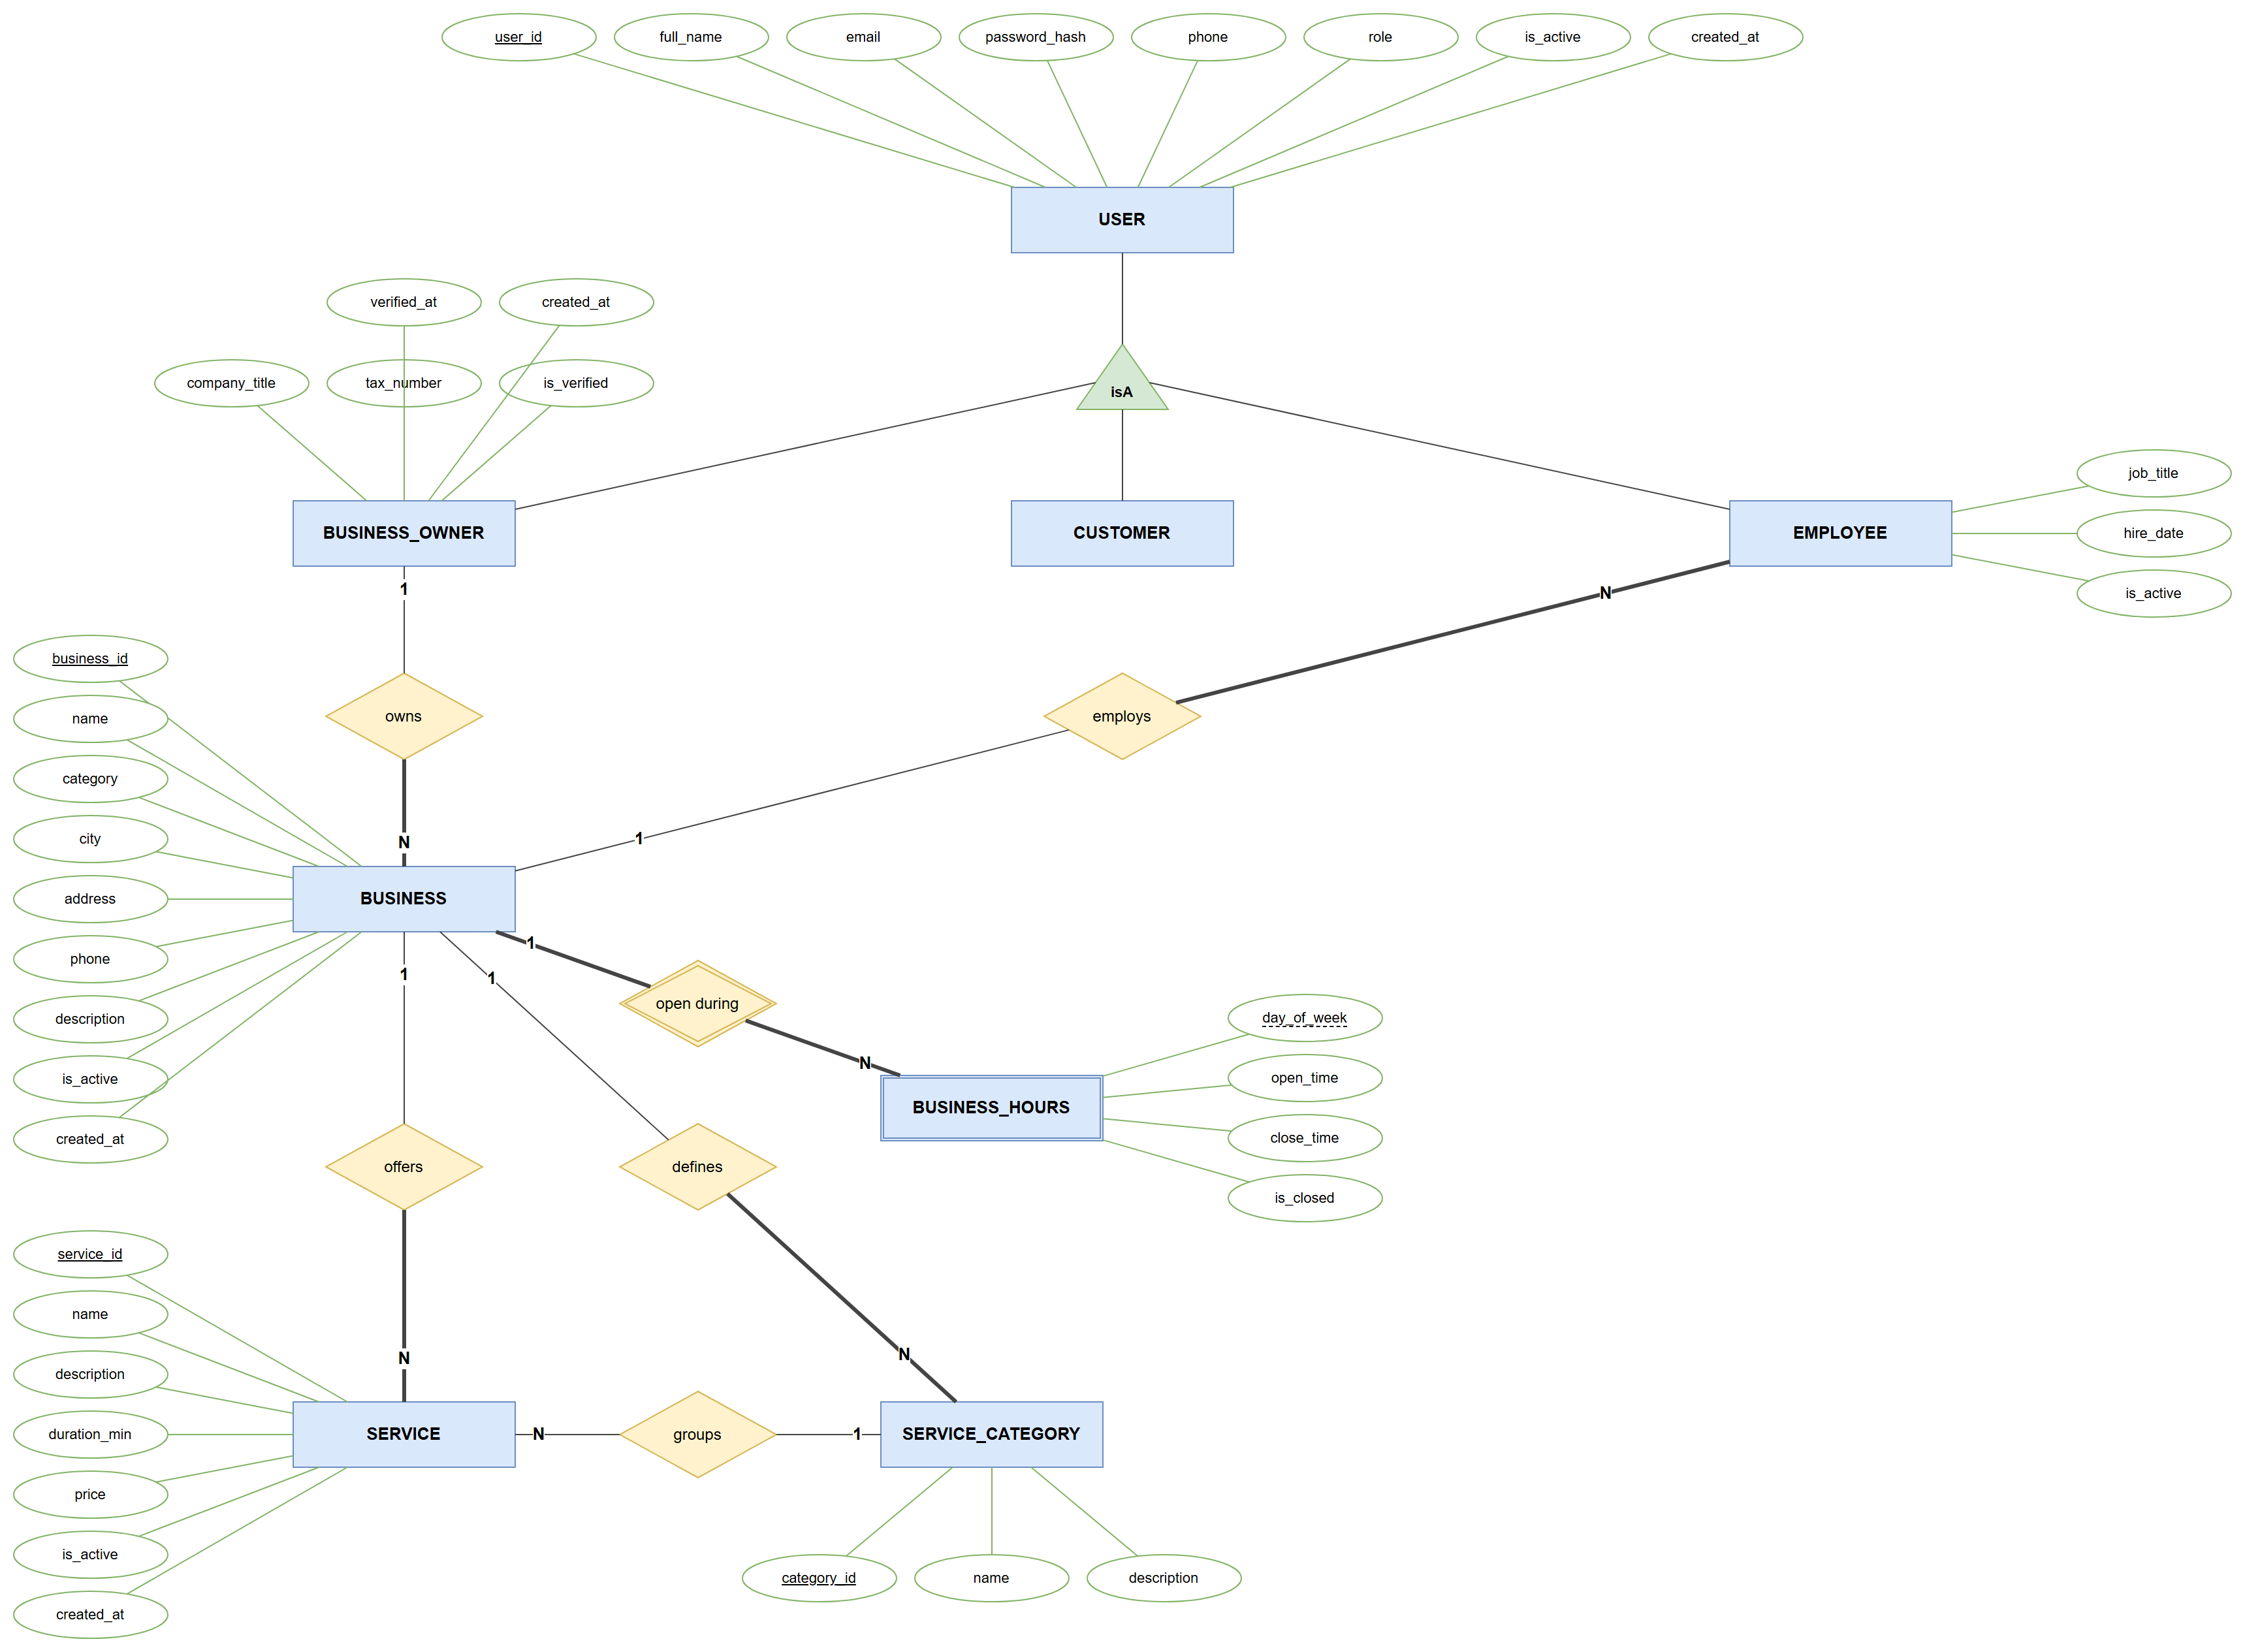 user_id
full_name
email
password_hash
phone
role
is_active
created_at
USER
verified_at
created_at
company_title
tax_number
is_verified
isA
BUSINESS_OWNER
CUSTOMER
EMPLOYEE
job_title
hire_date
is_active
1
N
business_id
name
category
city
address
phone
description
is_active
created_at
owns
employs
N
1
BUSINESS
1
1
1
open during
N
BUSINESS_HOURS
day_of_week
open_time
close_time
is_closed
offers
defines
service_id
name
description
duration_min
price
is_active
created_at
N
N
SERVICE
N
groups
1
SERVICE_CATEGORY
category_id
name
description